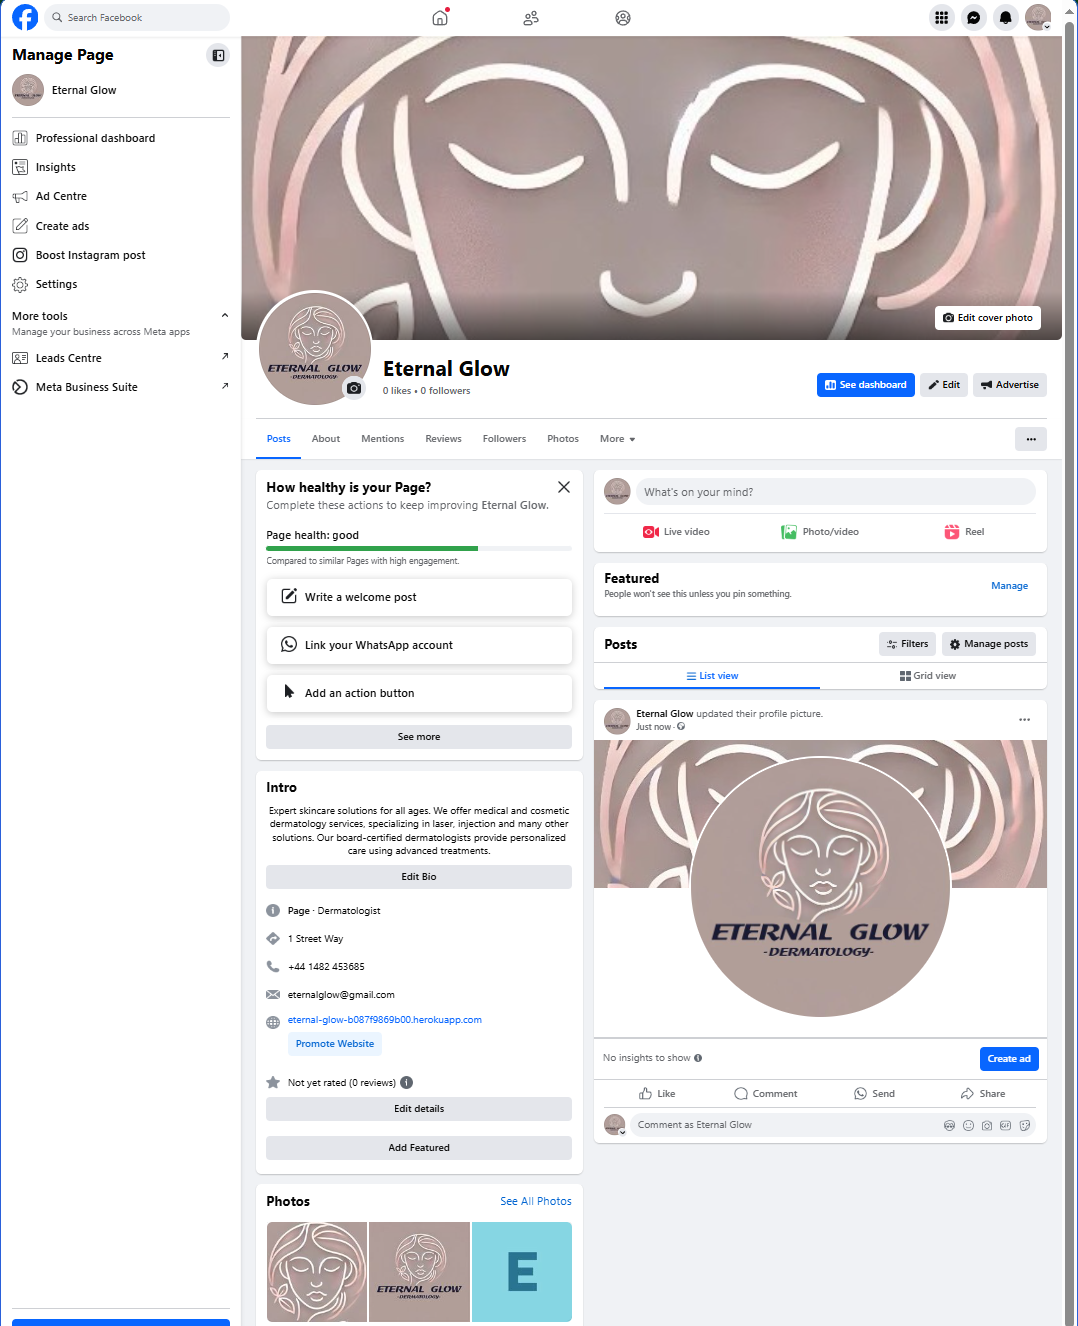 Search Facebook
Manage Page
Eternal Glow
Professional dashboard
Insights
Ad Centre
Create ads
Boost Instagram post
Settings
More tools
Manage your business across Meta apps
Leads Centre
Meta Business Suite
Edit cover photo
ETERNAL GLOW
-DERMATOLOGY-
Eternal Glow
0 likes • 0 followers
See dashboard
Edit
Advertise
Posts
About
Mentions
Reviews
Followers
Photos
More
How healthy is your Page?
Complete these actions to keep improving Eternal Glow.
Page health: good
Compared to similar Pages with high engagement.
Write a welcome post
Link your WhatsApp account
Add an action button
See more
Intro
Expert skincare solutions for all ages. We offer medical and cosmetic
dermatology services, specializing in laser, injection and many other
solutions. Our board-certified dermatologists provide personalized
care using advanced treatments.
Edit Bio
Page · Dermatologist
1 Street Way
+44 1482 453685
eternalglow@gmail.com
eternal-glow-b087f9869b00.herokuapp.com
Promote Website
Not yet rated (0 reviews)
Edit details
Add Featured
Photos
See All Photos
ETERNAL GLOW
-DERMATOLOGY-
E
What's on your mind?
Live video
Photo/video
Reel
Featured
People won't see this unless you pin something.
Manage
Posts
Filters
Manage posts
List view
Grid view
Eternal Glow updated their profile picture.
Just now ·
ETERNAL GLOW
-DERMATOLOGY-
No insights to show
Create ad
Like
Comment
Send
Share
Comment as Eternal Glow
GIF